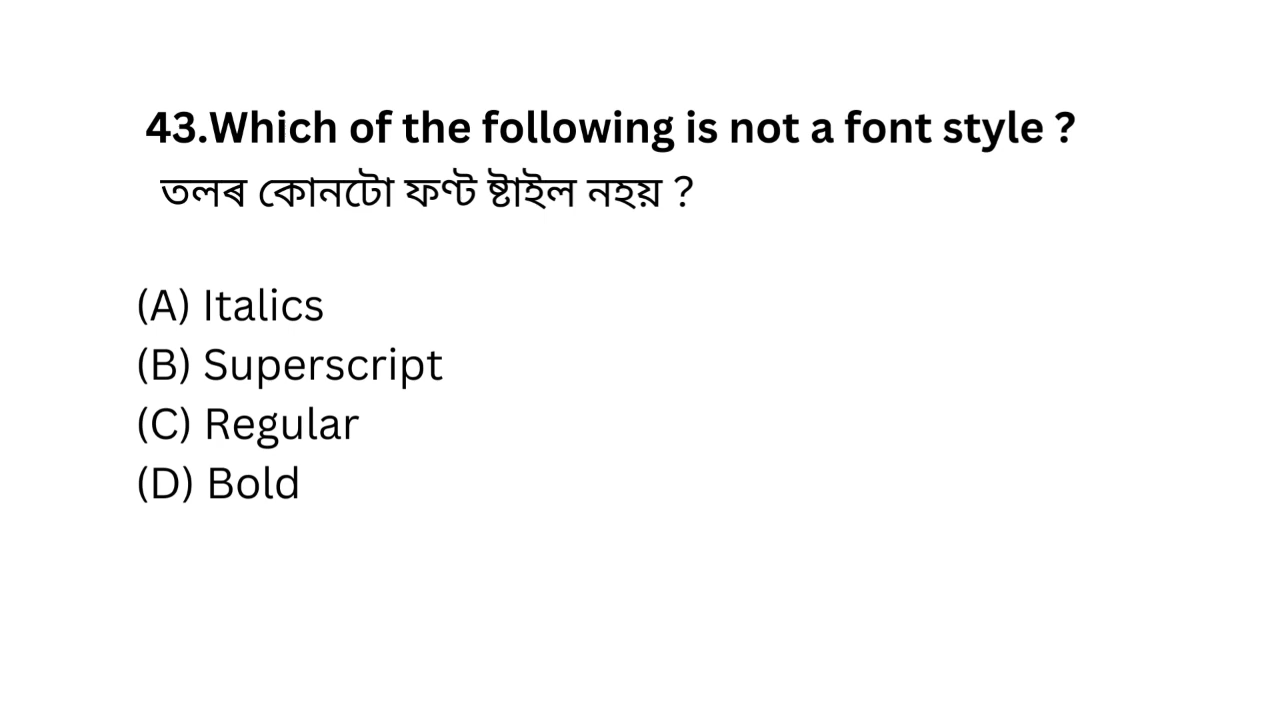 43.Which of the following is not a font style ?
তলৰ কোনটো ফণ্ট ষ্টাইল নহয় ?
(A) Italics
(B) Superscript
(C) Regular
(D) Bold